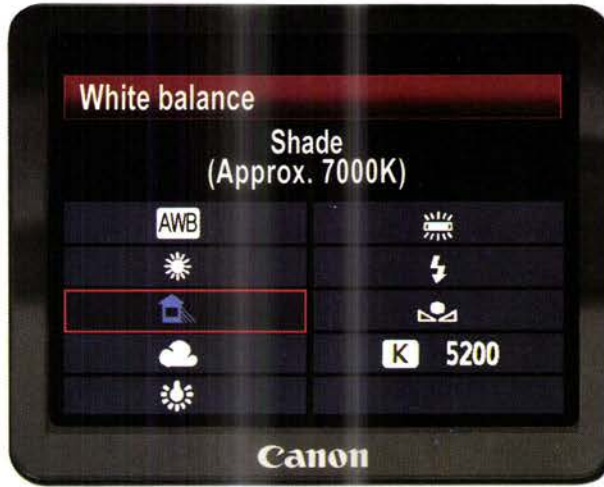 White balance
Shade
(Approx. 7000K)
AWB
K 5200
Canon